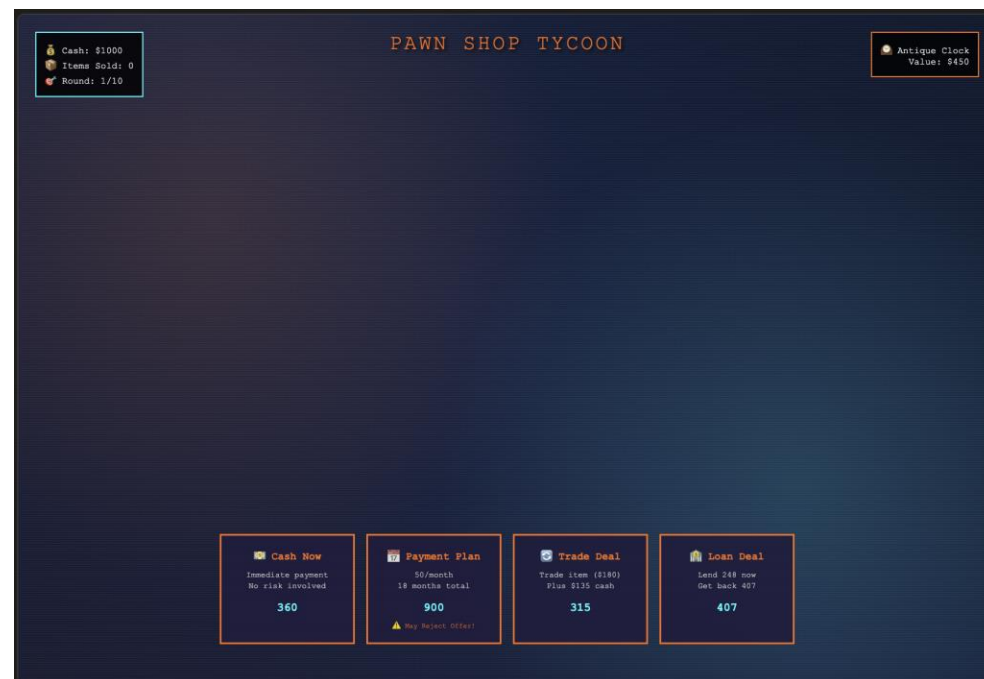 💰 Cash: $1000
📦 Items Sold: 0
🎯 Round: 1/10
PAWN SHOP TYCOON
🕰️ Antique Clock
Value: $450
💵 Cash Now
Immediate payment
No risk involved
360
📅 Payment Plan
50/month
18 months total
900
⚠️ May Reject Offer!
🔄 Trade Deal
Trade item ($180)
Plus $135 cash
315
🏦 Loan Deal
Lend 248 now
Get back 407
407